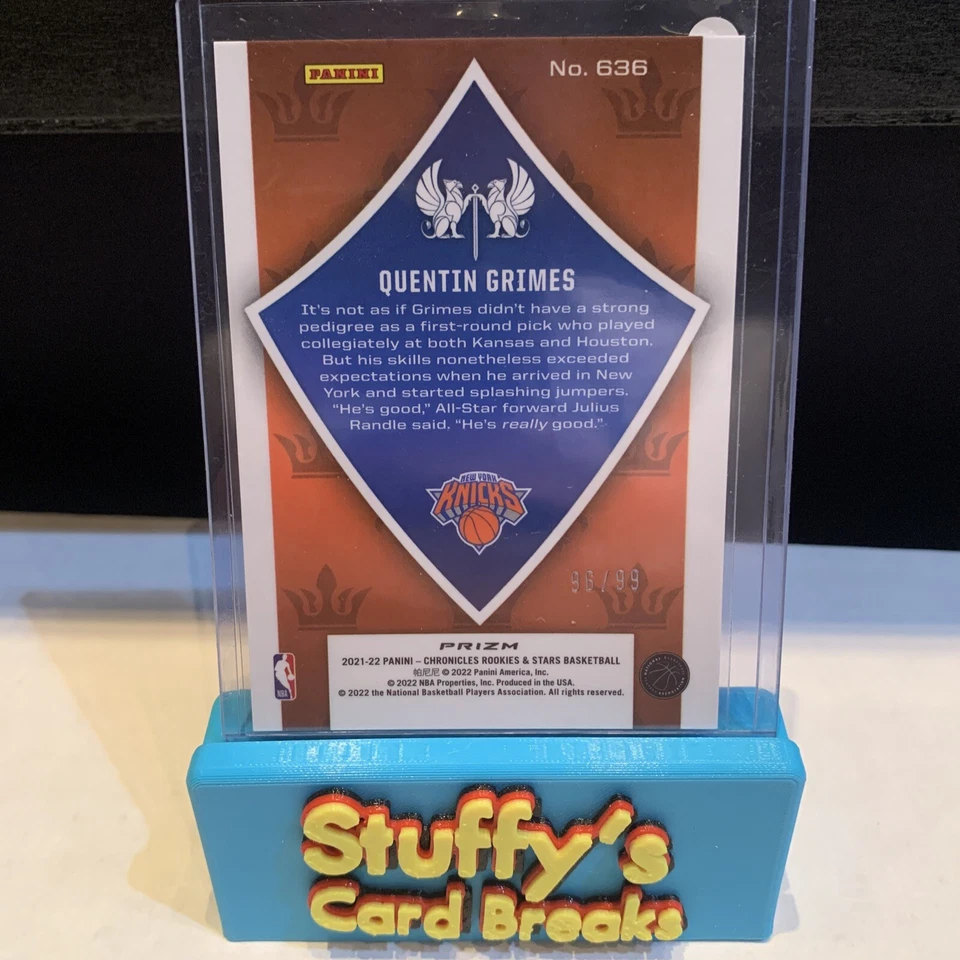 PANINI
No. 636
QUENTIN GRIMES
It's not as if Grimes didn't have a strong
pedigree as a first-round pick who played
collegiately at both Kansas and Houston.
But his skills nonetheless exceeded
expectations when he arrived in New
York and started splashing jumpers.
“He's good,” All-Star forward Julius
Randle said. “He's really good.”
NEW YORK
KNICKS
96/99
PRIZM
2021-22 PANINI – CHRONICLES ROOKIES & STARS BASKETBALL
帕尼尼 © 2022 Panini America, Inc.
© 2022 NBA Properties, Inc. Produced in the USA.
© 2022 the National Basketball Players Association. All rights reserved.
NBA
Stuffy's
Card Breaks